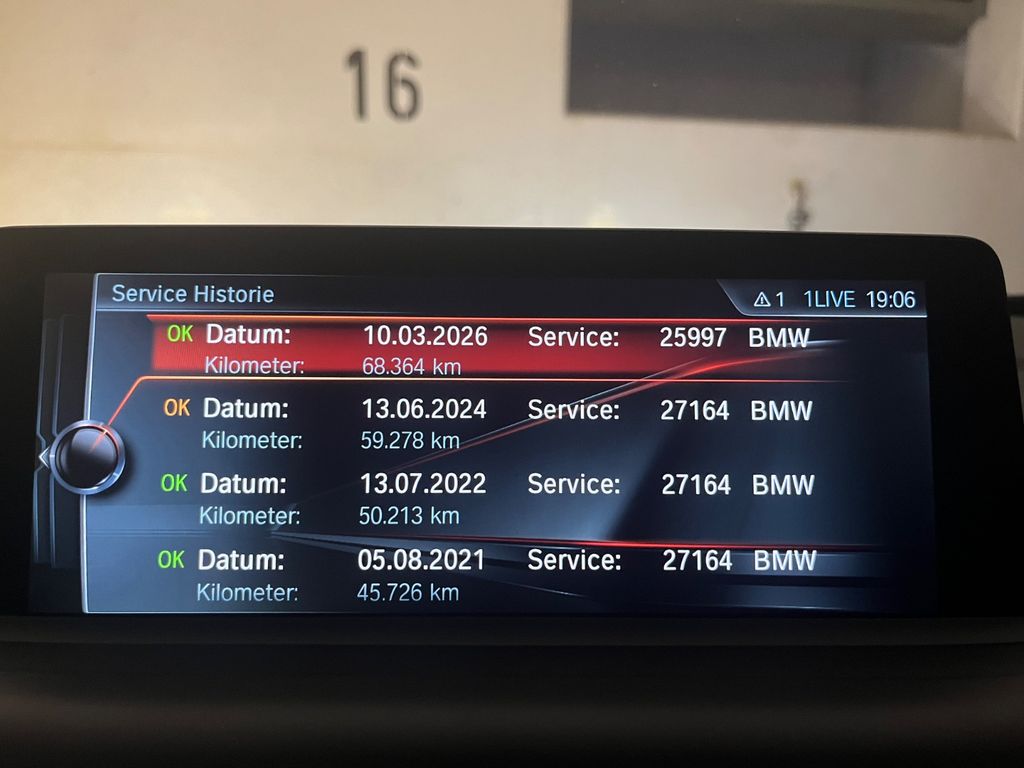 16
Service Historie
⚠ 1 1LIVE 19:06
OK Datum: 10.03.2026 Service: 25997 BMW
Kilometer: 68.364 km
OK Datum: 13.06.2024 Service: 27164 BMW
Kilometer: 59.278 km
OK Datum: 13.07.2022 Service: 27164 BMW
Kilometer: 50.213 km
OK Datum: 05.08.2021 Service: 27164 BMW
Kilometer: 45.726 km